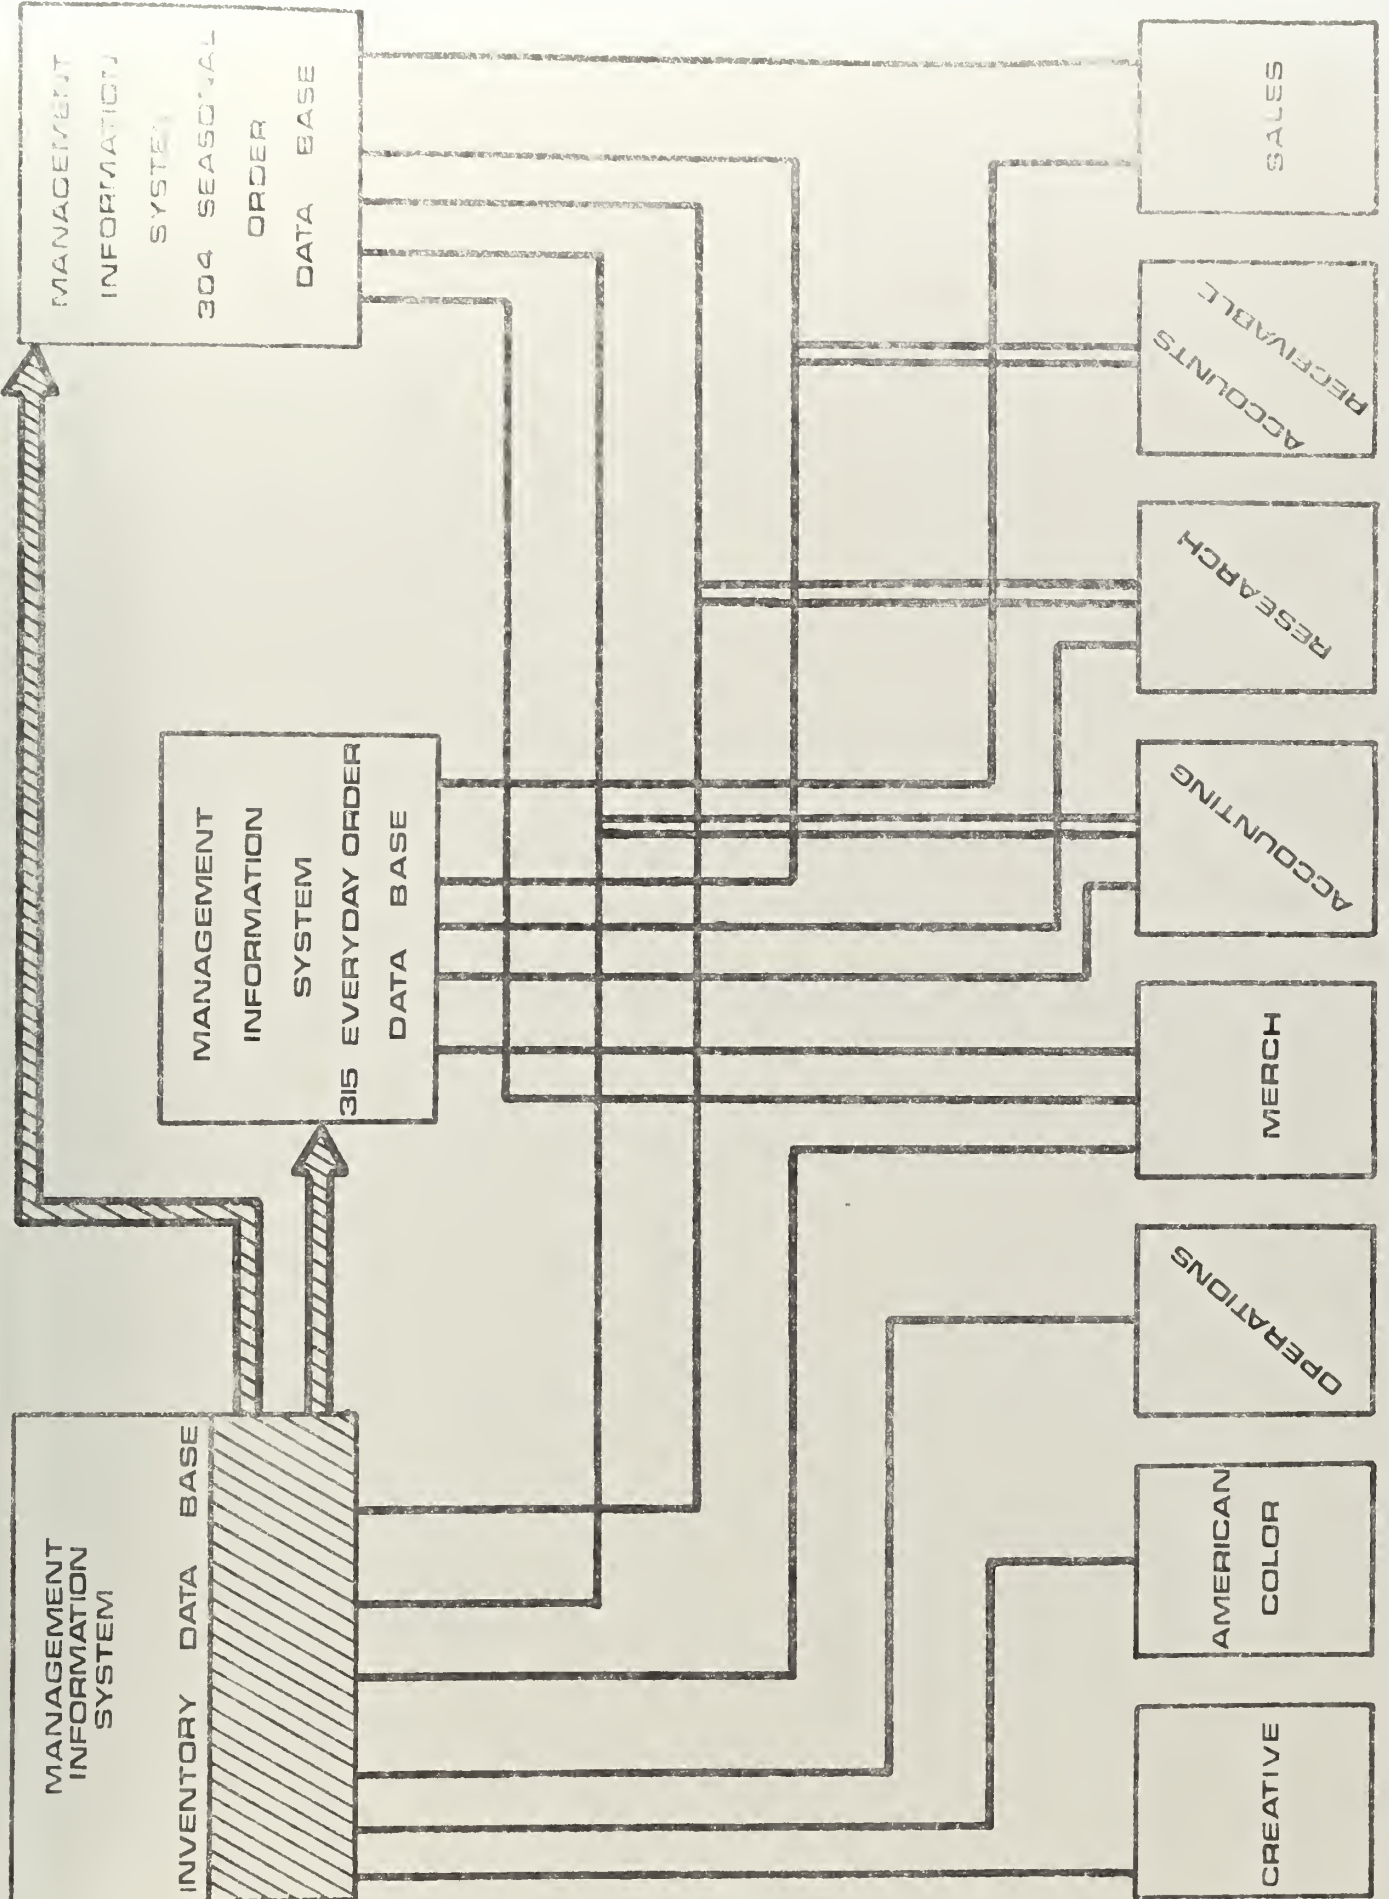 MANAGEMENT
INFORMATION
SYSTEM
INVENTORY DATA BASE
MANAGEMENT
INFORMATION
SYSTEM
315 EVERYDAY ORDER
DATA BASE
MANAGEMENT
INFORMATION
SYSTEM
304 SEASONAL
ORDER
DATA BASE
CREATIVE
AMERICAN
COLOR
OPERATIONS
MERCH
ACCOUNTING
RESEARCH
ACCOUNTS
RECEIVABLE
SALES